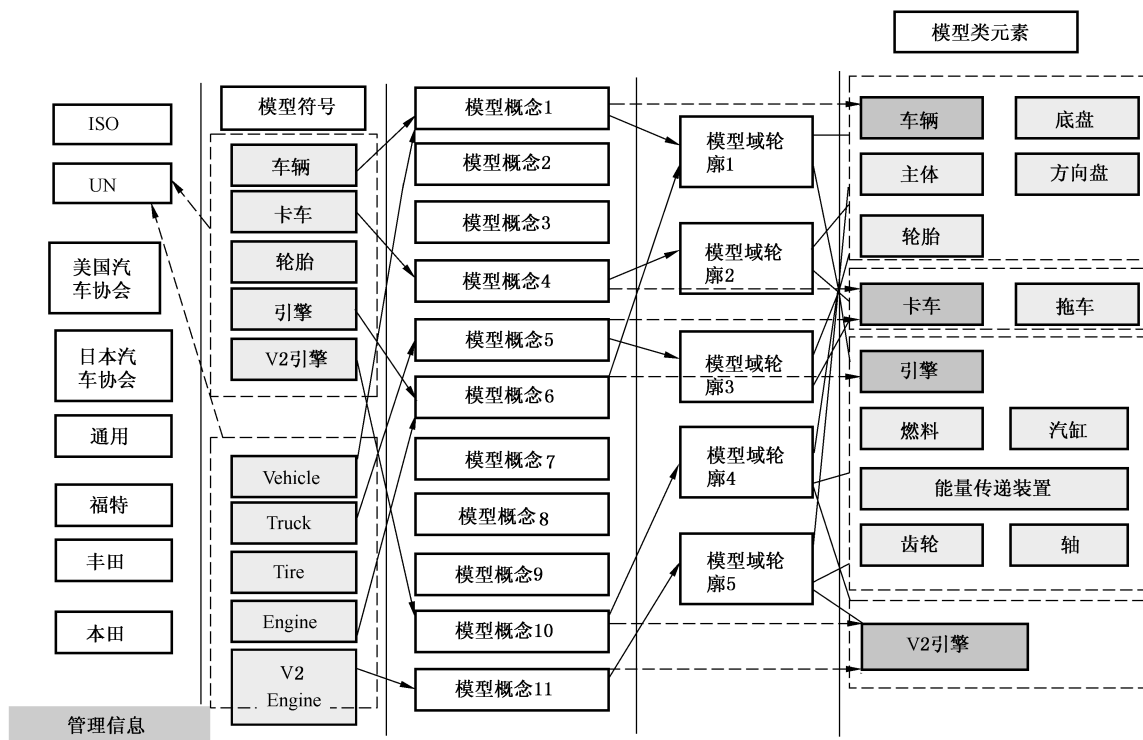 模型类元素
ISO
UN
美国汽
车协会
日本汽
车协会
通用
福特
丰田
本田
管理信息
模型符号
车辆
卡车
轮胎
引擎
V2引擎
Vehicle
Truck
Tire
Engine
V2
Engine
模型概念1
模型概念2
模型概念3
模型概念4
模型概念5
模型概念6
模型概念7
模型概念8
模型概念9
模型概念10
模型概念11
模型域轮
廓1
模型域轮
廓2
模型域轮
廓3
模型域轮
廓4
模型域轮
廓5
车辆
底盘
主体
方向盘
轮胎
卡车
拖车
引擎
燃料
汽缸
能量传递装置
齿轮
轴
V2引擎